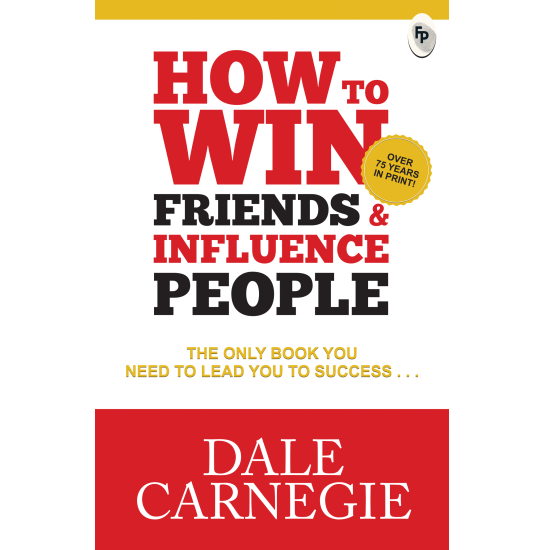 FP
HOW TO
WIN
OVER
75 YEARS
IN PRINT!
FRIENDS &
INFLUENCE
PEOPLE
THE ONLY BOOK YOU
NEED TO LEAD YOU TO SUCCESS . . .
DALE
CARNEGIE